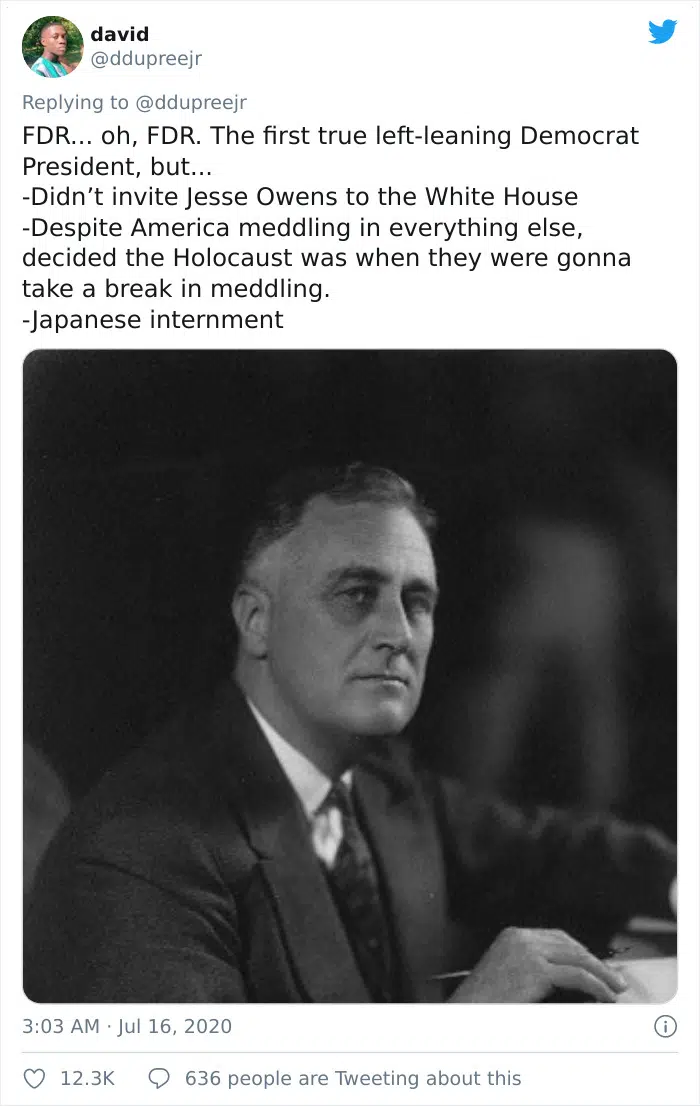 david
@ddupreejr
Replying to @ddupreejr
FDR... oh, FDR. The first true left-leaning Democrat
President, but...
-Didn’t invite Jesse Owens to the White House
-Despite America meddling in everything else,
decided the Holocaust was when they were gonna
take a break in meddling.
-Japanese internment
3:03 AM · Jul 16, 2020
12.3K 636 people are Tweeting about this